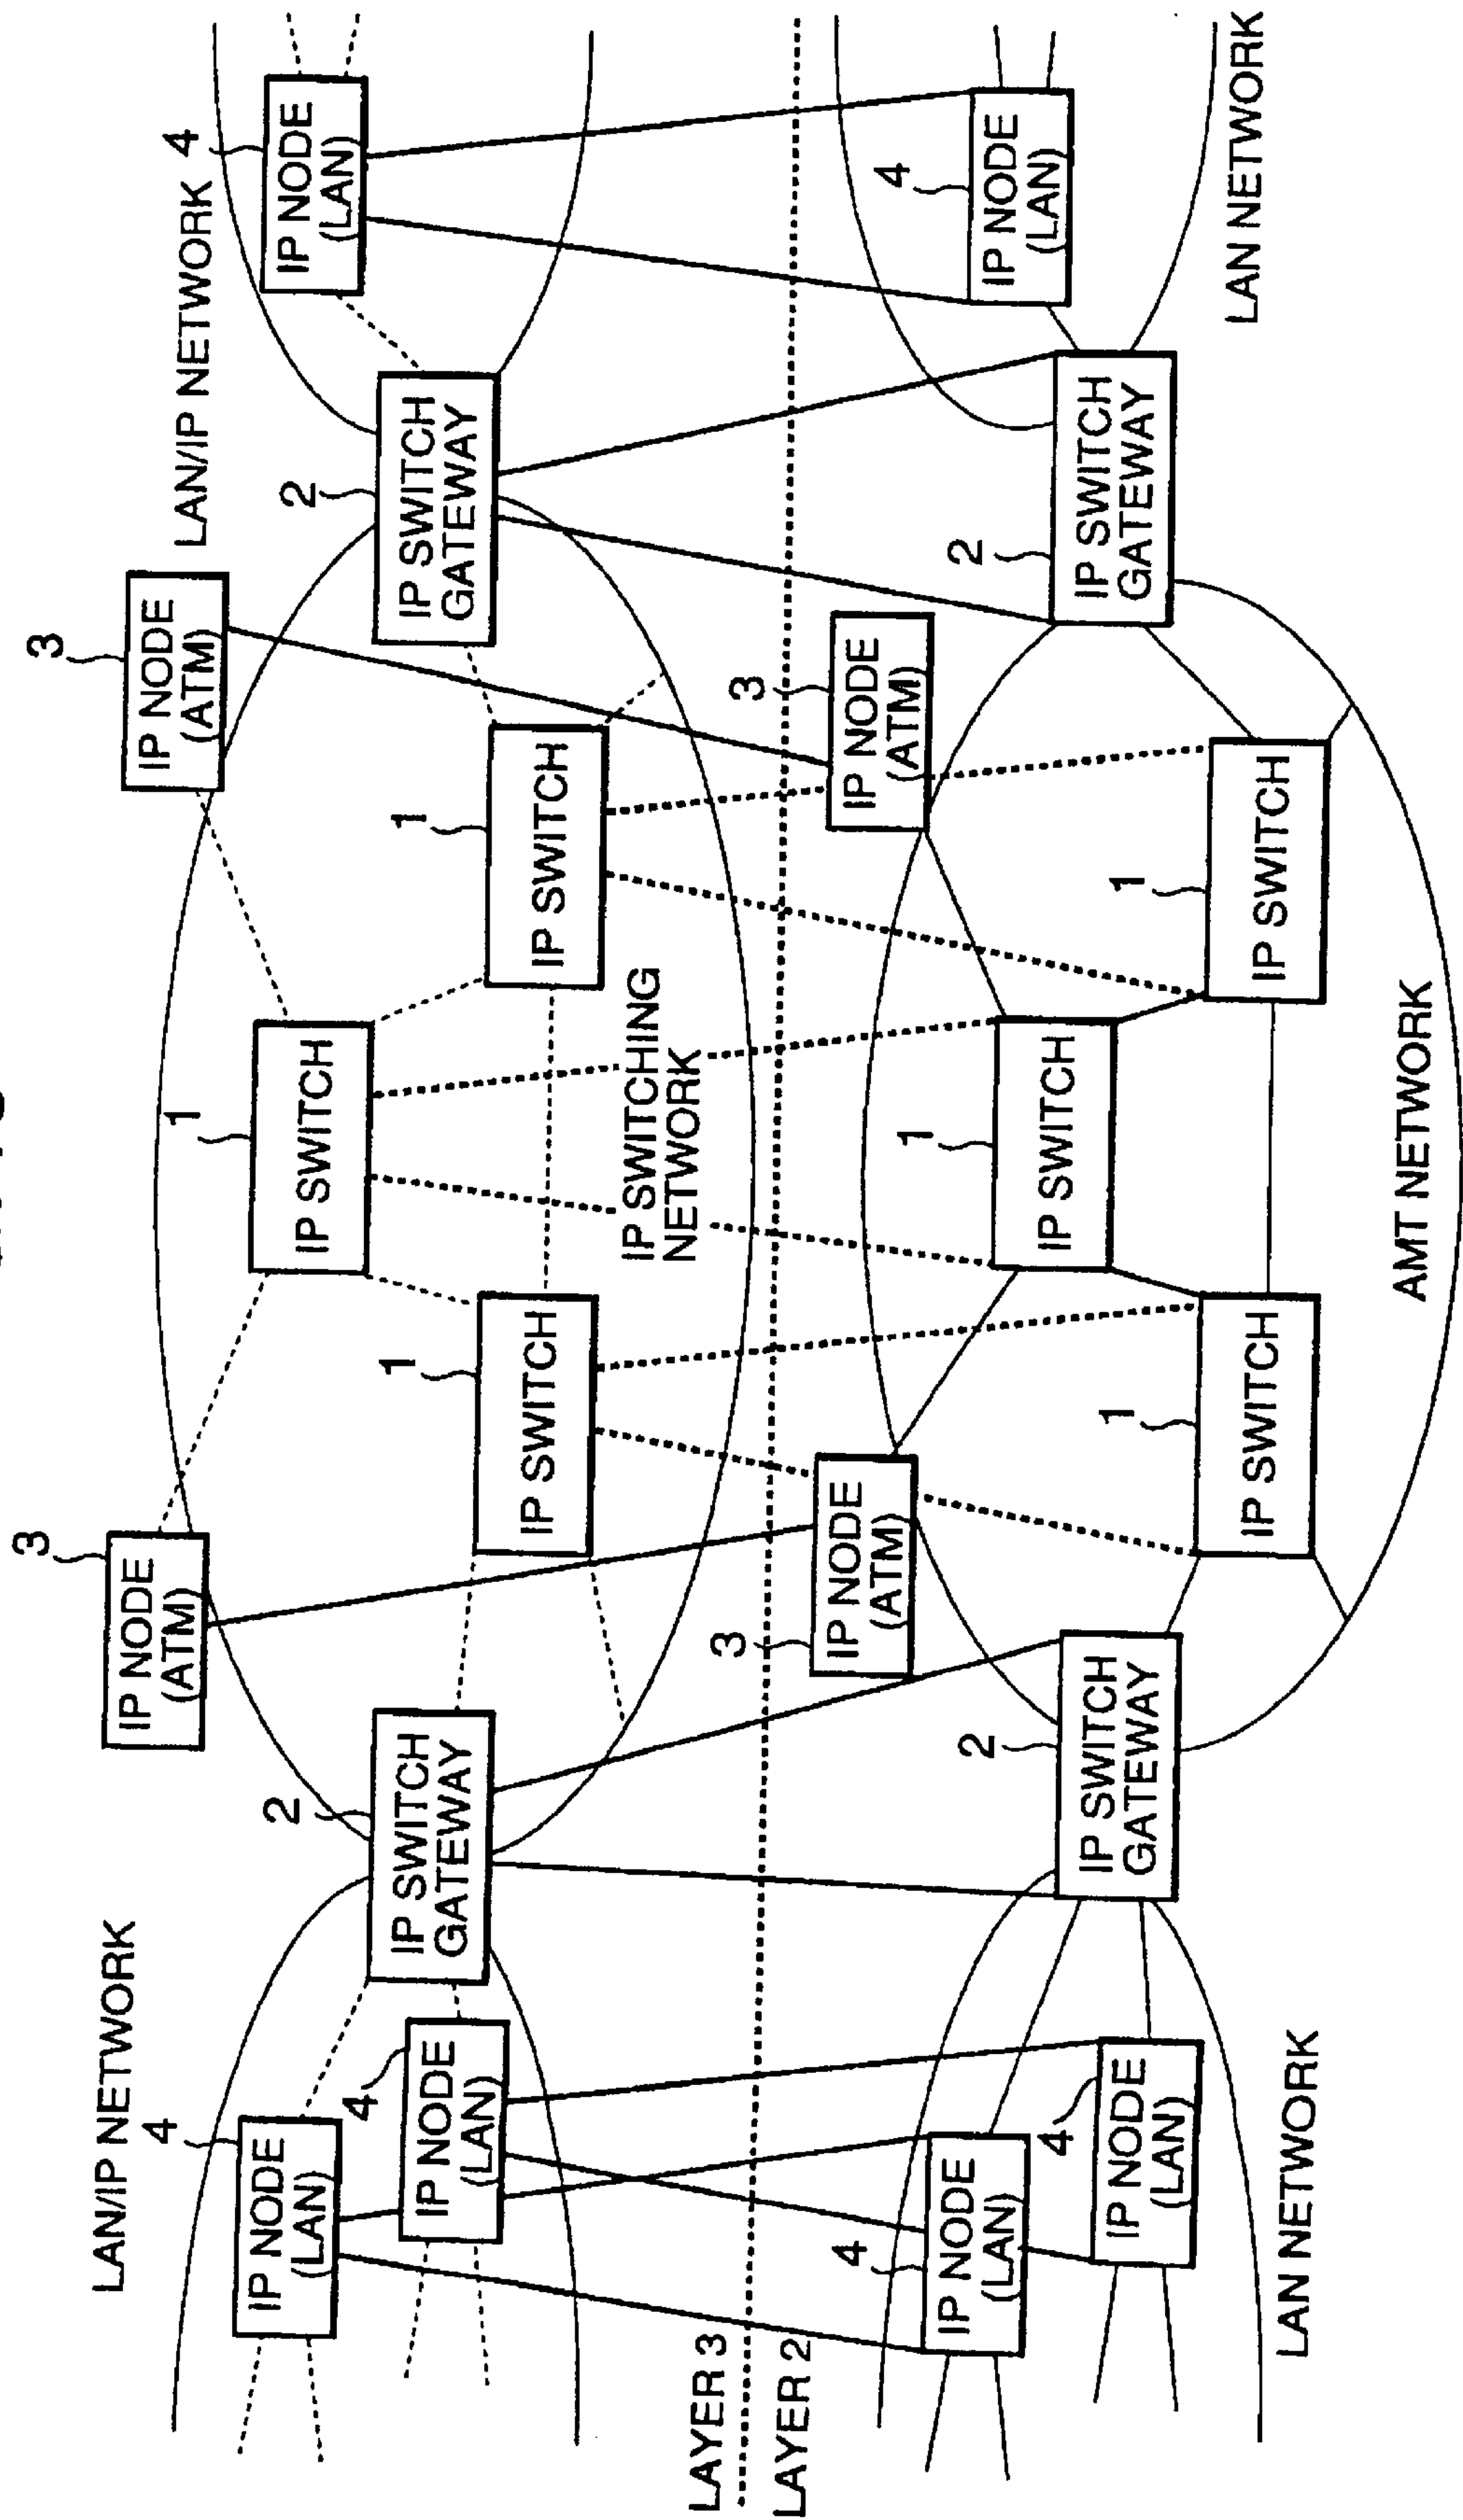 3
3
LAN/IP NETWORK
IP NODE
(ATM)
IP NODE
(ATM)
LAN/IP NETWORK
4
1
4
IP NODE
(LAN)
2
IP SWITCH
2
IP NODE
(LAN)
4
1
1
IP NODE
(LAN)
IP SWITCH
GATEWAY
IP SWITCH
GATEWAY
IP SWITCH
IP SWITCH
IP SWITCHING
NETWORK
LAYER 3
LAYER 2
3
3
IP NODE
(ATM)
IP NODE
(ATM)
4
2
1
2
4
IP NODE
(LAN)
IP SWITCH
IP NODE
(LAN)
4
IP SWITCH
GATEWAY
1
1
IP SWITCH
GATEWAY
IP NODE
(LAN)
IP SWITCH
IP SWITCH
LAN NETWORK
AMT NETWORK
LAN NETWORK